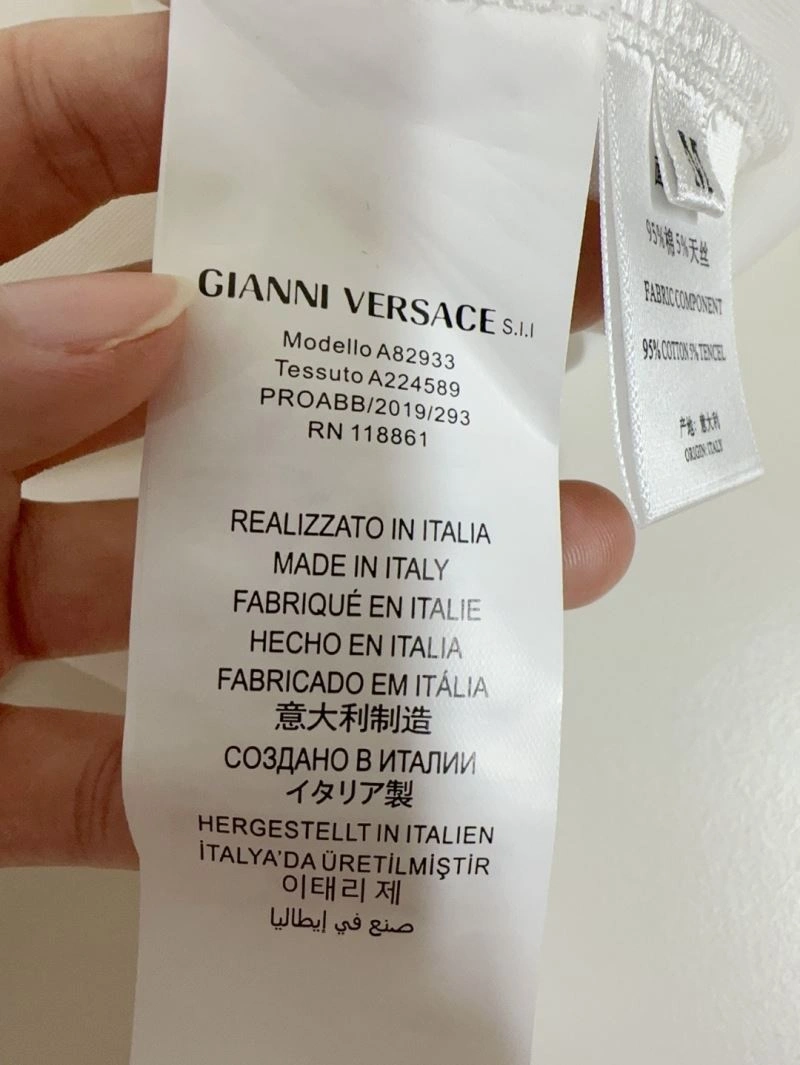 GIANNI VERSACE S.I.I
Modello A82933
Tessuto A224589
PROABB/2019/293
RN 118861
REALIZZATO IN ITALIA
MADE IN ITALY
FABRIQUÉ EN ITALIE
HECHO EN ITALIA
FABRICADO EM ITÁLIA
意大利制造
СОЗДАНО В ИТАЛИИ
イタリア製
HERGESTELLT IN ITALIEN
İTALYA'DA ÜRETİLMİŞTİR
이태리 제
صنع في إيطاليا
95%棉5%天丝
FABRIC COMPONENT
95% COTTON 5% TENCEL
产地: 意大利
ORIGIN: ITALY